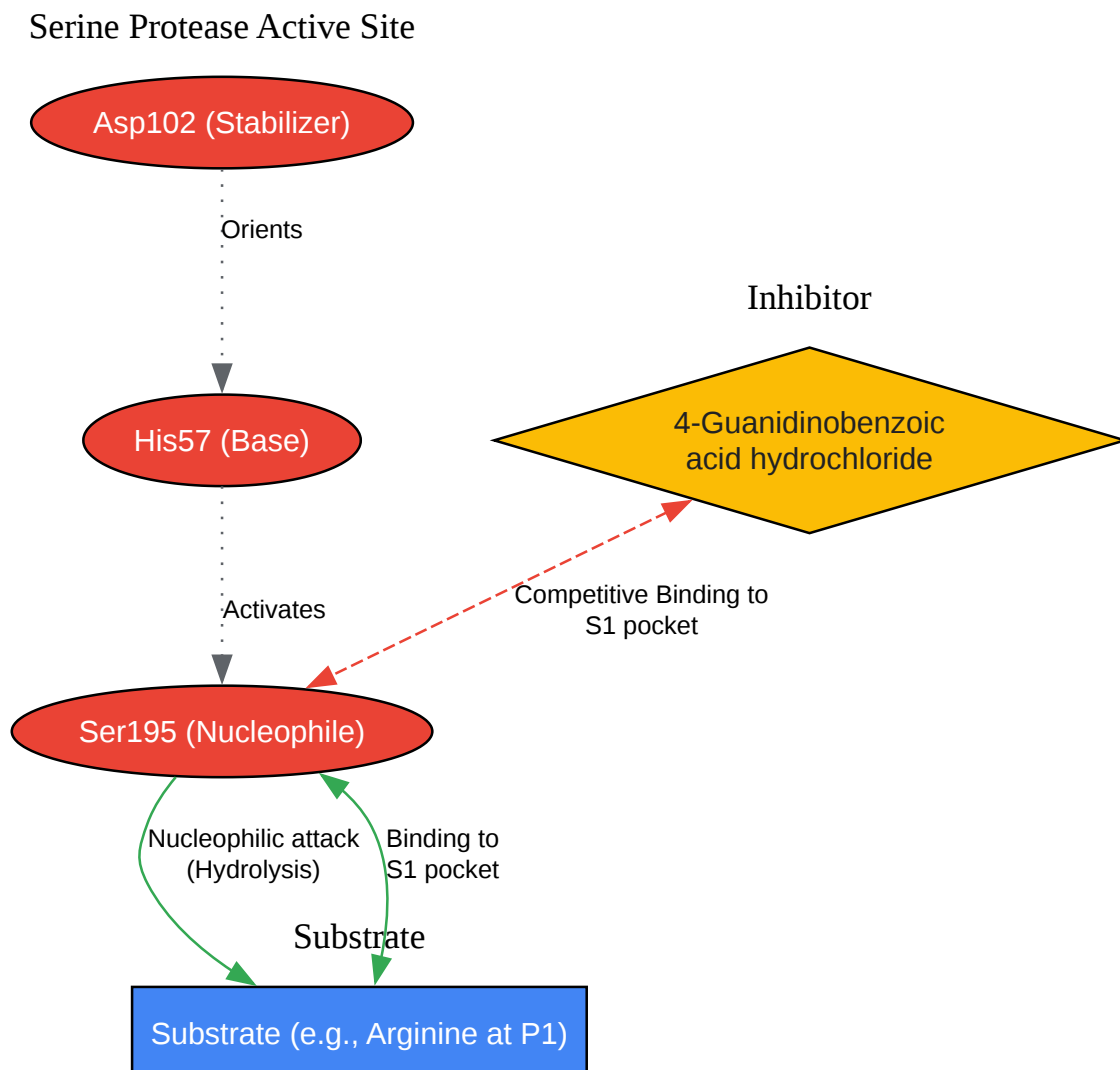 Serine Protease Active Site
Asp102 (Stabilizer)
Orients
Inhibitor
His57 (Base)
4-Guanidinobenzoic
acid hydrochloride
Activates
Competitive Binding to
S1 pocket
Ser195 (Nucleophile)
Nucleophilic attack
(Hydrolysis)
Binding to
S1 pocket
Substrate
Substrate (e.g., Arginine at P1)